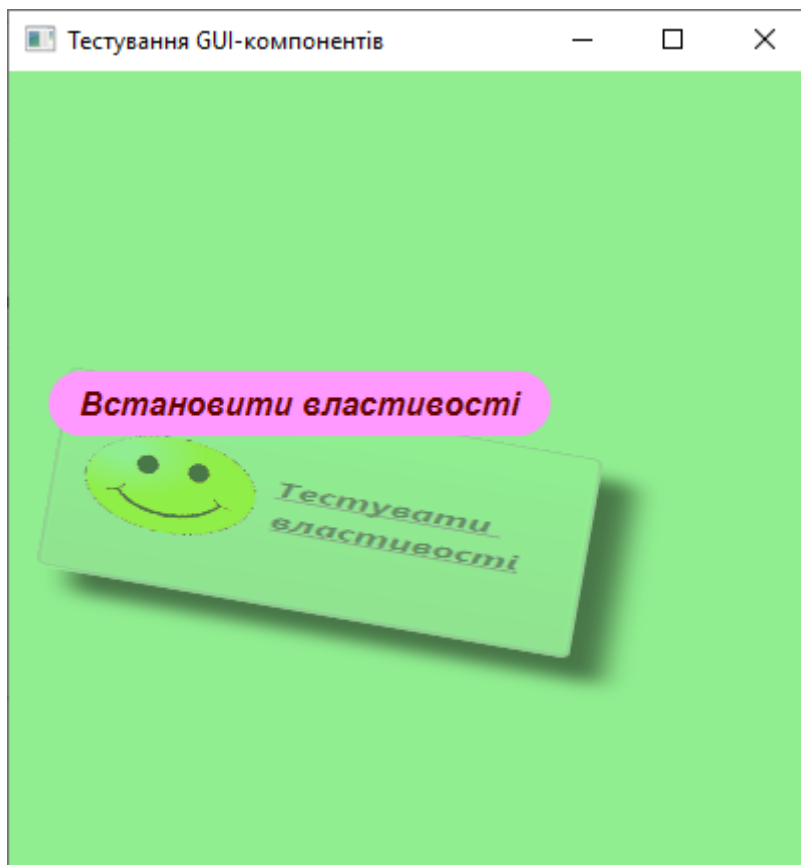 Тестування GUI-компонентів
Встановити властивості
Тестувати
властивості